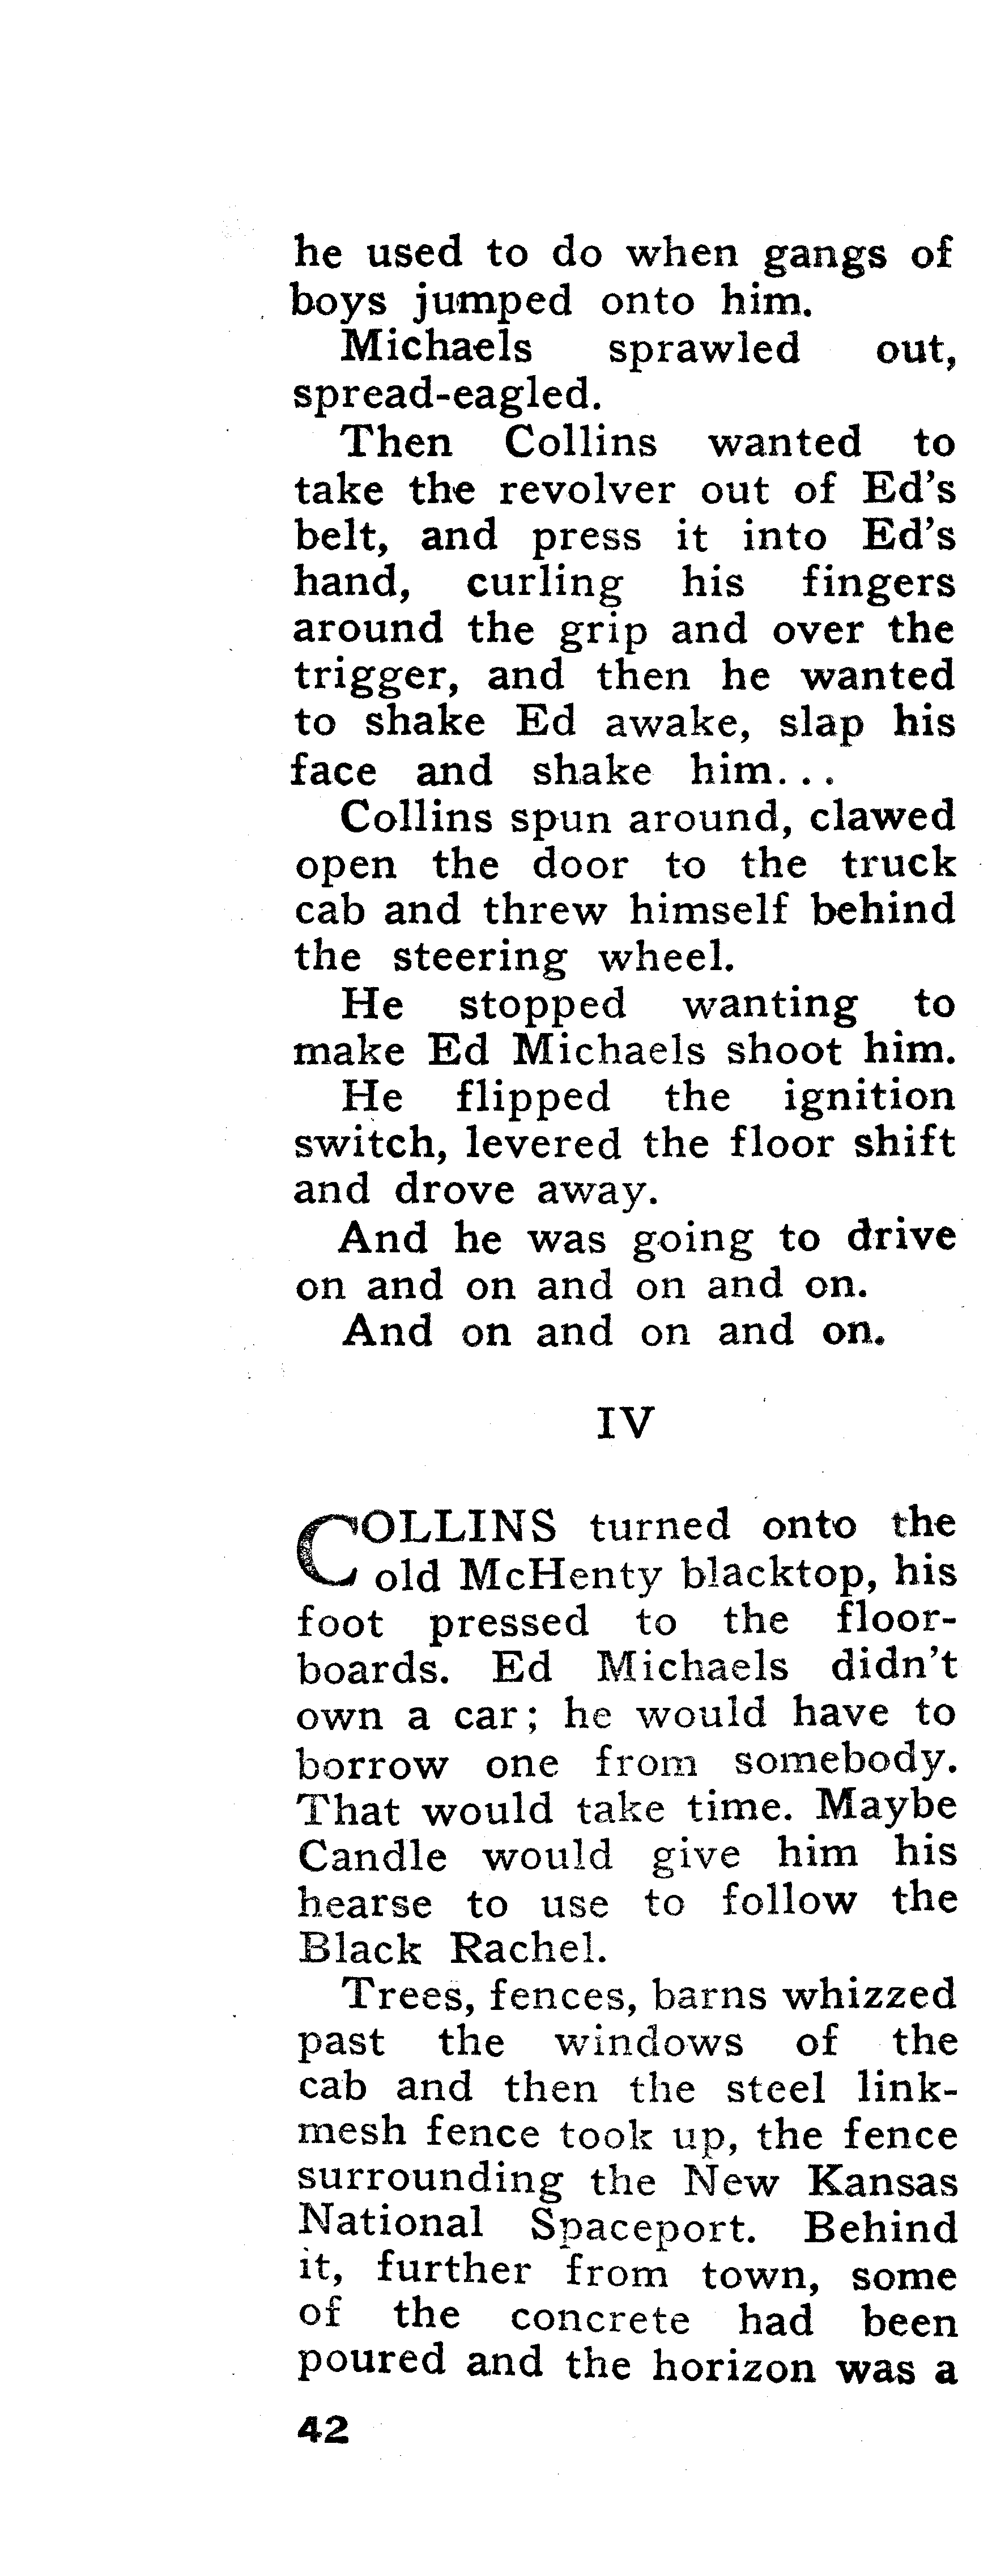 he used to do when gangs of
boys jumped onto him.
Michaels sprawled out,
spread-eagled.
Then Collins wanted to
take the revolver out of Ed's
belt, and press it into Ed's
hand, curling his fingers
around the grip and over the
trigger, and then he wanted
to shake Ed awake, slap his
face and shake him...
Collins spun around, clawed
open the door to the truck
cab and threw himself behind
the steering wheel.
He stopped wanting to
make Ed Michaels shoot him.
He flipped the ignition
switch, levered the floor shift
and drove away.
And he was going to drive
on and on and on and on.
And on and on and on.
IV
COLLINS turned onto the
old McHenty blacktop, his
foot pressed to the floor-
boards. Ed Michaels didn't
own a car; he would have to
borrow one from somebody.
That would take time. Maybe
Candle would give him his
hearse to use to follow the
Black Rachel.
Trees, fences, barns whizzed
past the windows of the
cab and then the steel link-
mesh fence took up, the fence
surrounding the New Kansas
National Spaceport. Behind
it, further from town, some
of the concrete had been
poured and the horizon was a
42